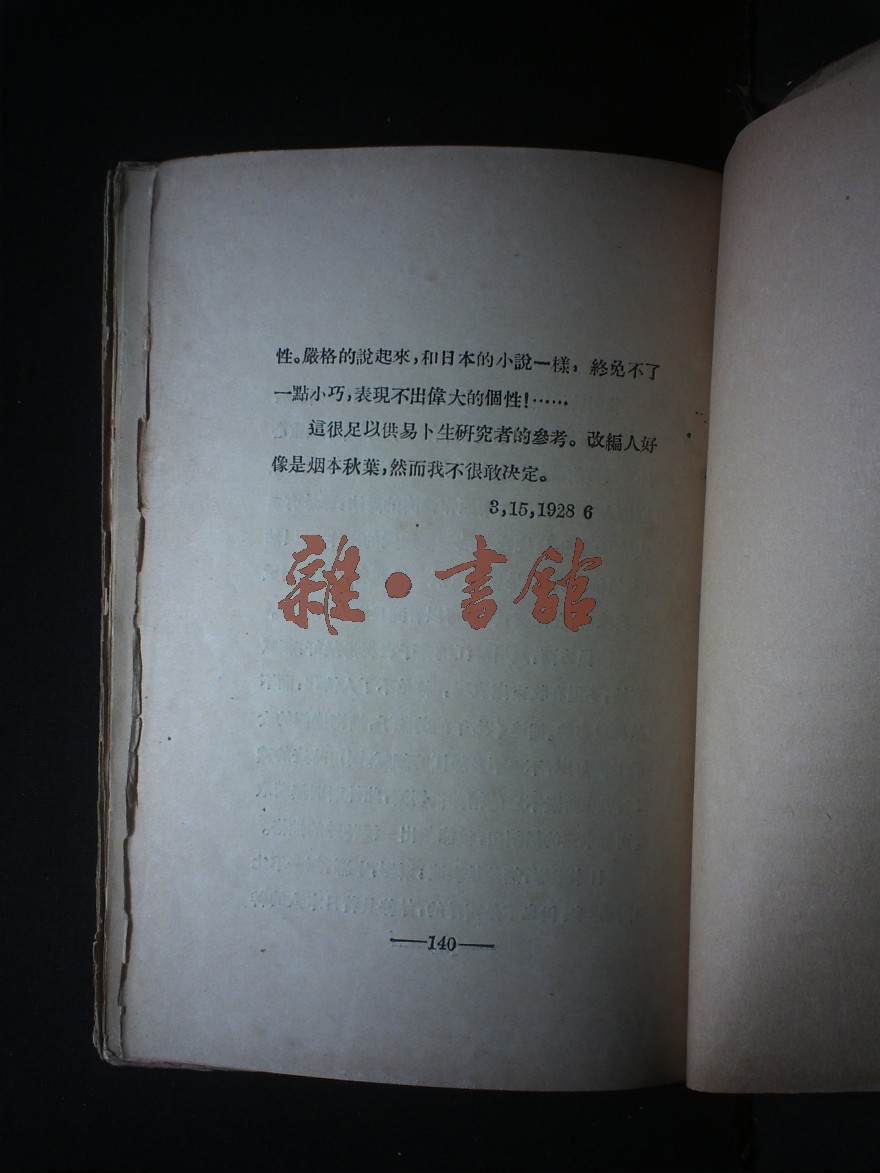 性。嚴格的說起來，和日本的小說一樣，終免不了
一點小巧，表現不出偉大的個性！……
這很足以供易卜生研究者的參考。改編人好
像是烟本秋葉，然而我不很敢决定。
3,15,1928 6
雜·書館
—140—